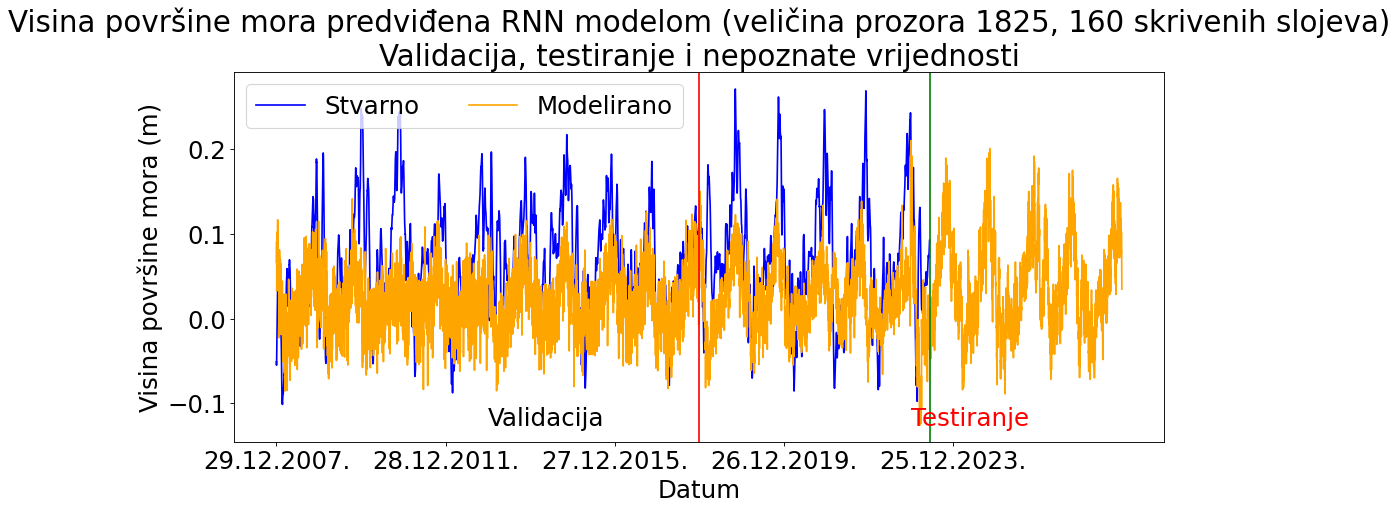 Visina površine mora predviđena RNN modelom (veličina prozora 1825, 160 skrivenih slojeva)
Validacija, testiranje i nepoznate vrijednosti
Stvarno
Modelirano
Visina površine mora (m)
0.2
0.1
0.0
−0.1
Validacija
Testiranje
29.12.2007.
28.12.2011.
27.12.2015.
26.12.2019.
25.12.2023.
Datum